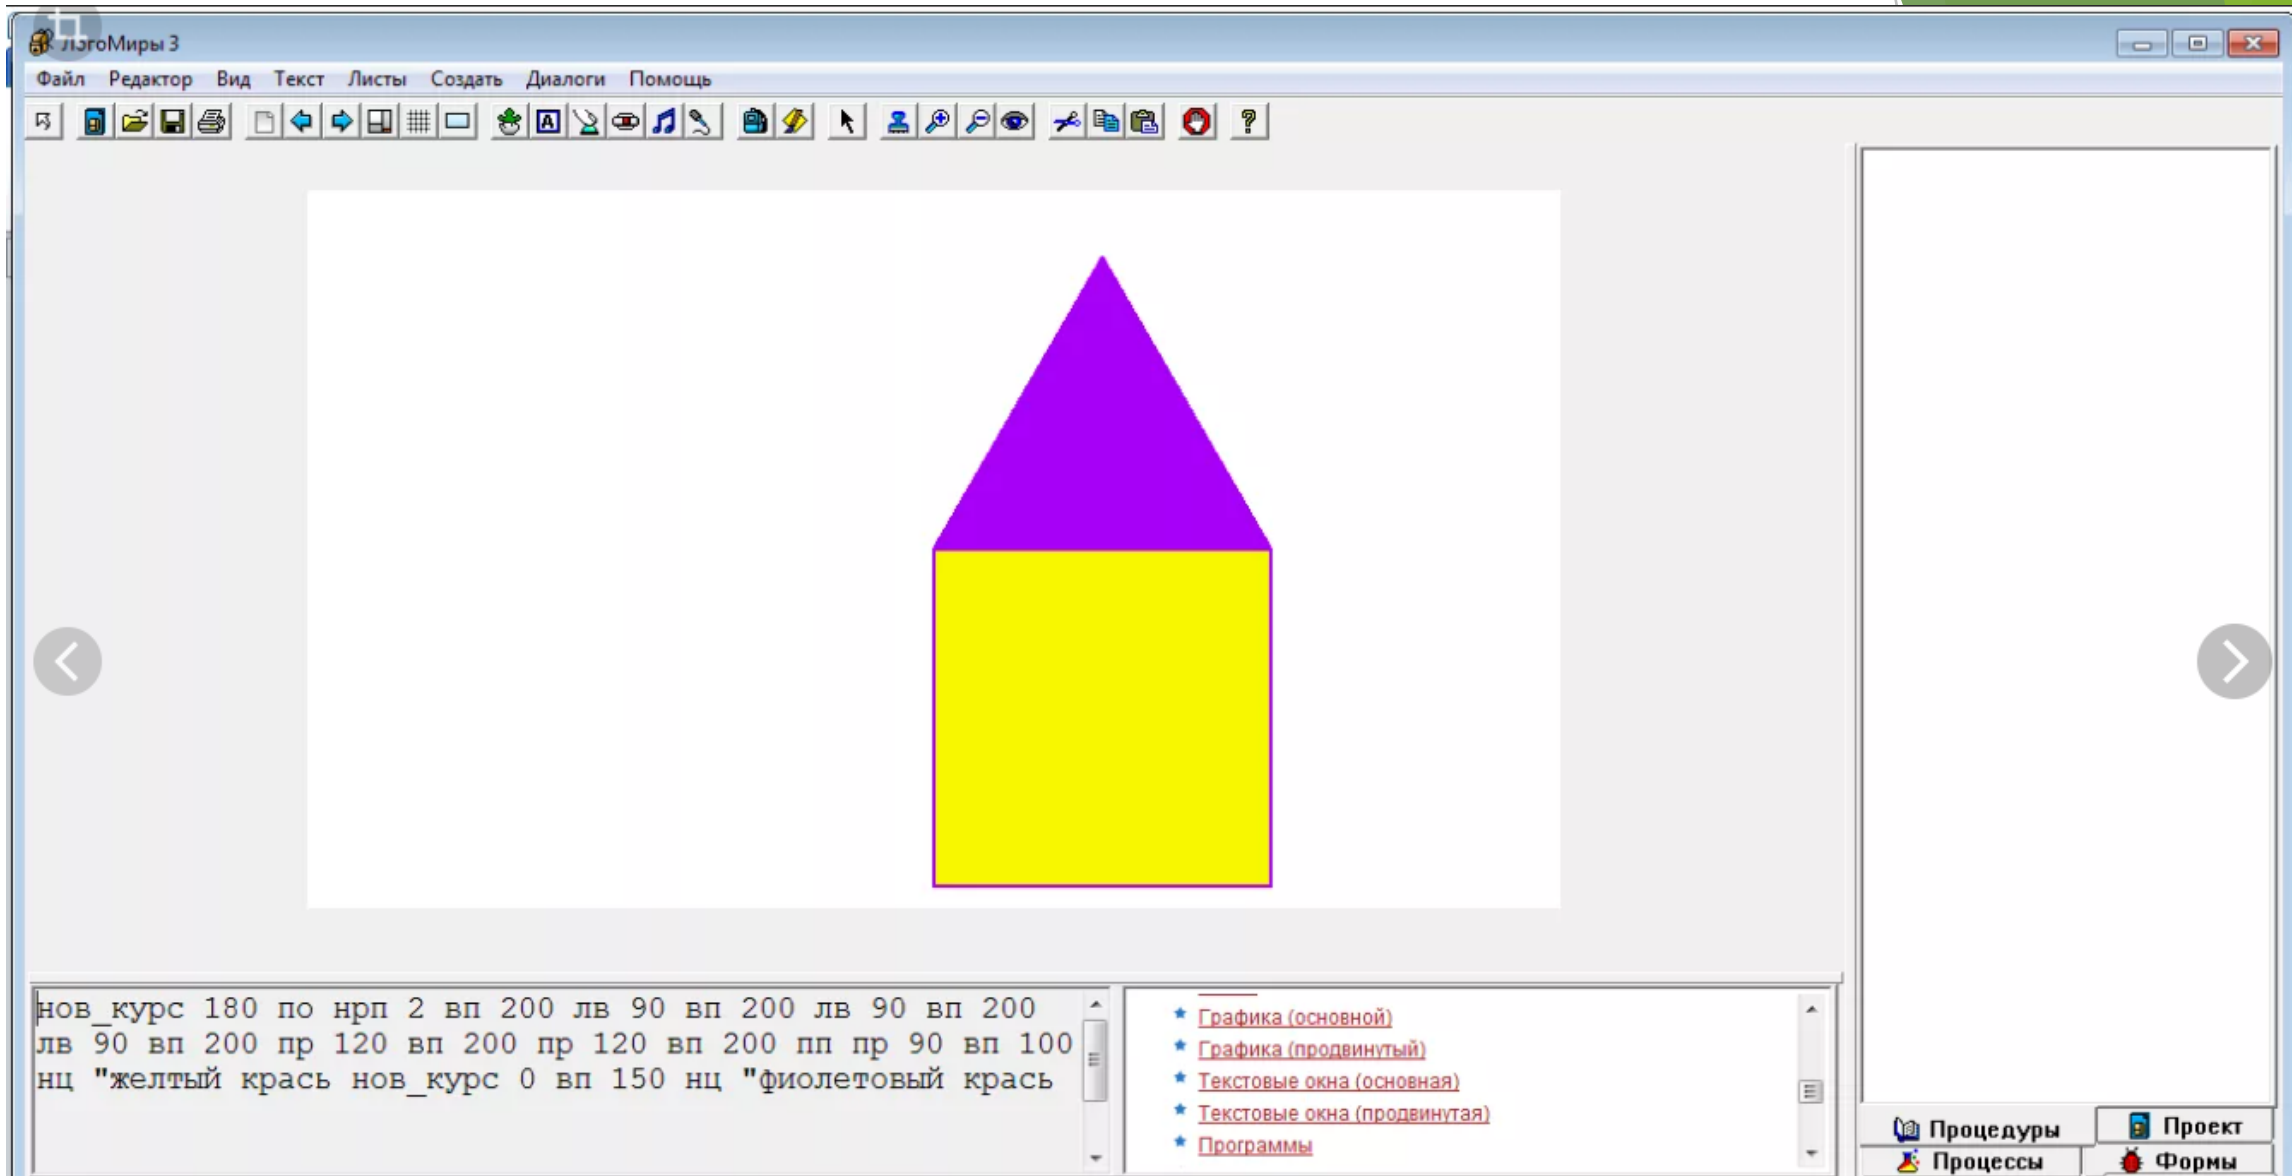 ЛогоМиры 3
Файл Редактор Вид Текст Листы Создать Диалоги Помощь
нов_курс 180 по нрп 2 вп 200 лв 90 вп 200 лв 90 вп 200
лв 90 вп 200 пр 120 вп 200 пр 120 вп 200 пп пр 90 вп 100
нц "желтый крась нов_курс 0 вп 150 нц "фиолетовый крась
Графика (основной)
Графика (продвинутый)
Текстовые окна (основная)
Текстовые окна (продвинутая)
Программы
Процедуры
Проект
Процессы
Формы